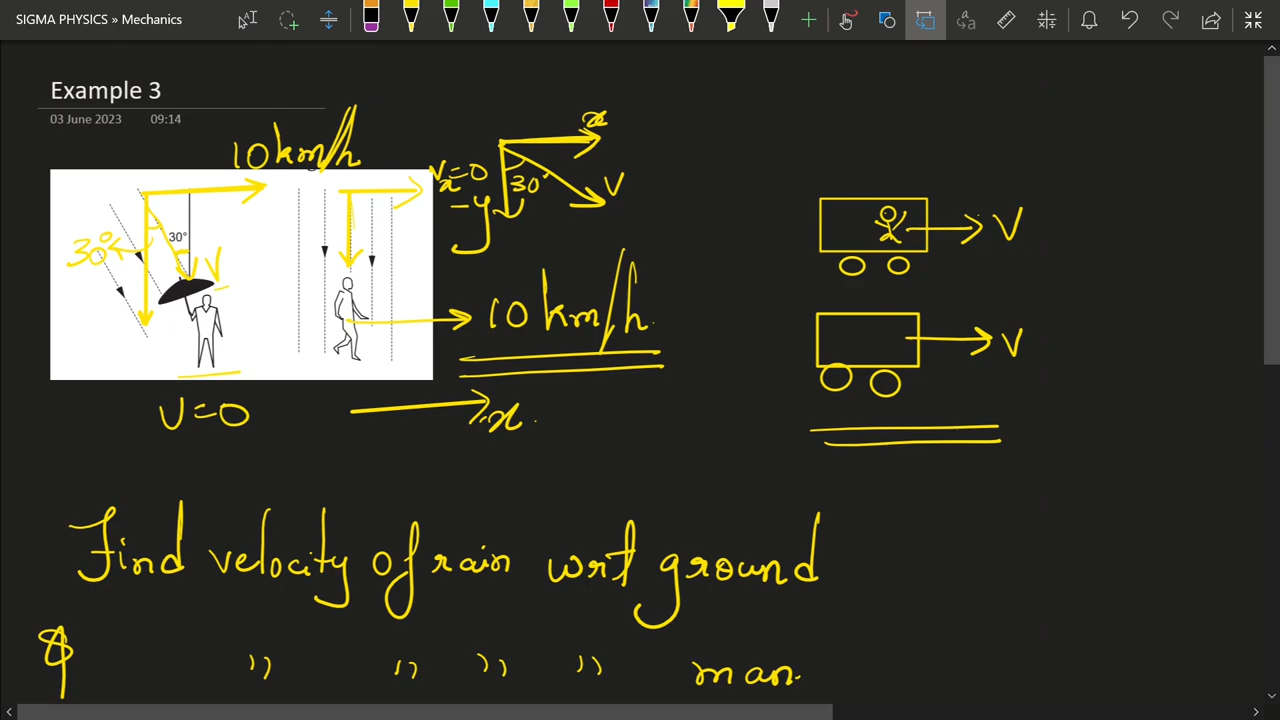 SIGMA PHYSICS » Mechanics
Example 3
03 June 2023 09:14
10 km/h
x
Vx=0
30°
V
-y
30°
30°
V
V
10 km/h
V
V=0
x
Find velocity of rain wrt ground
& " " " " man.